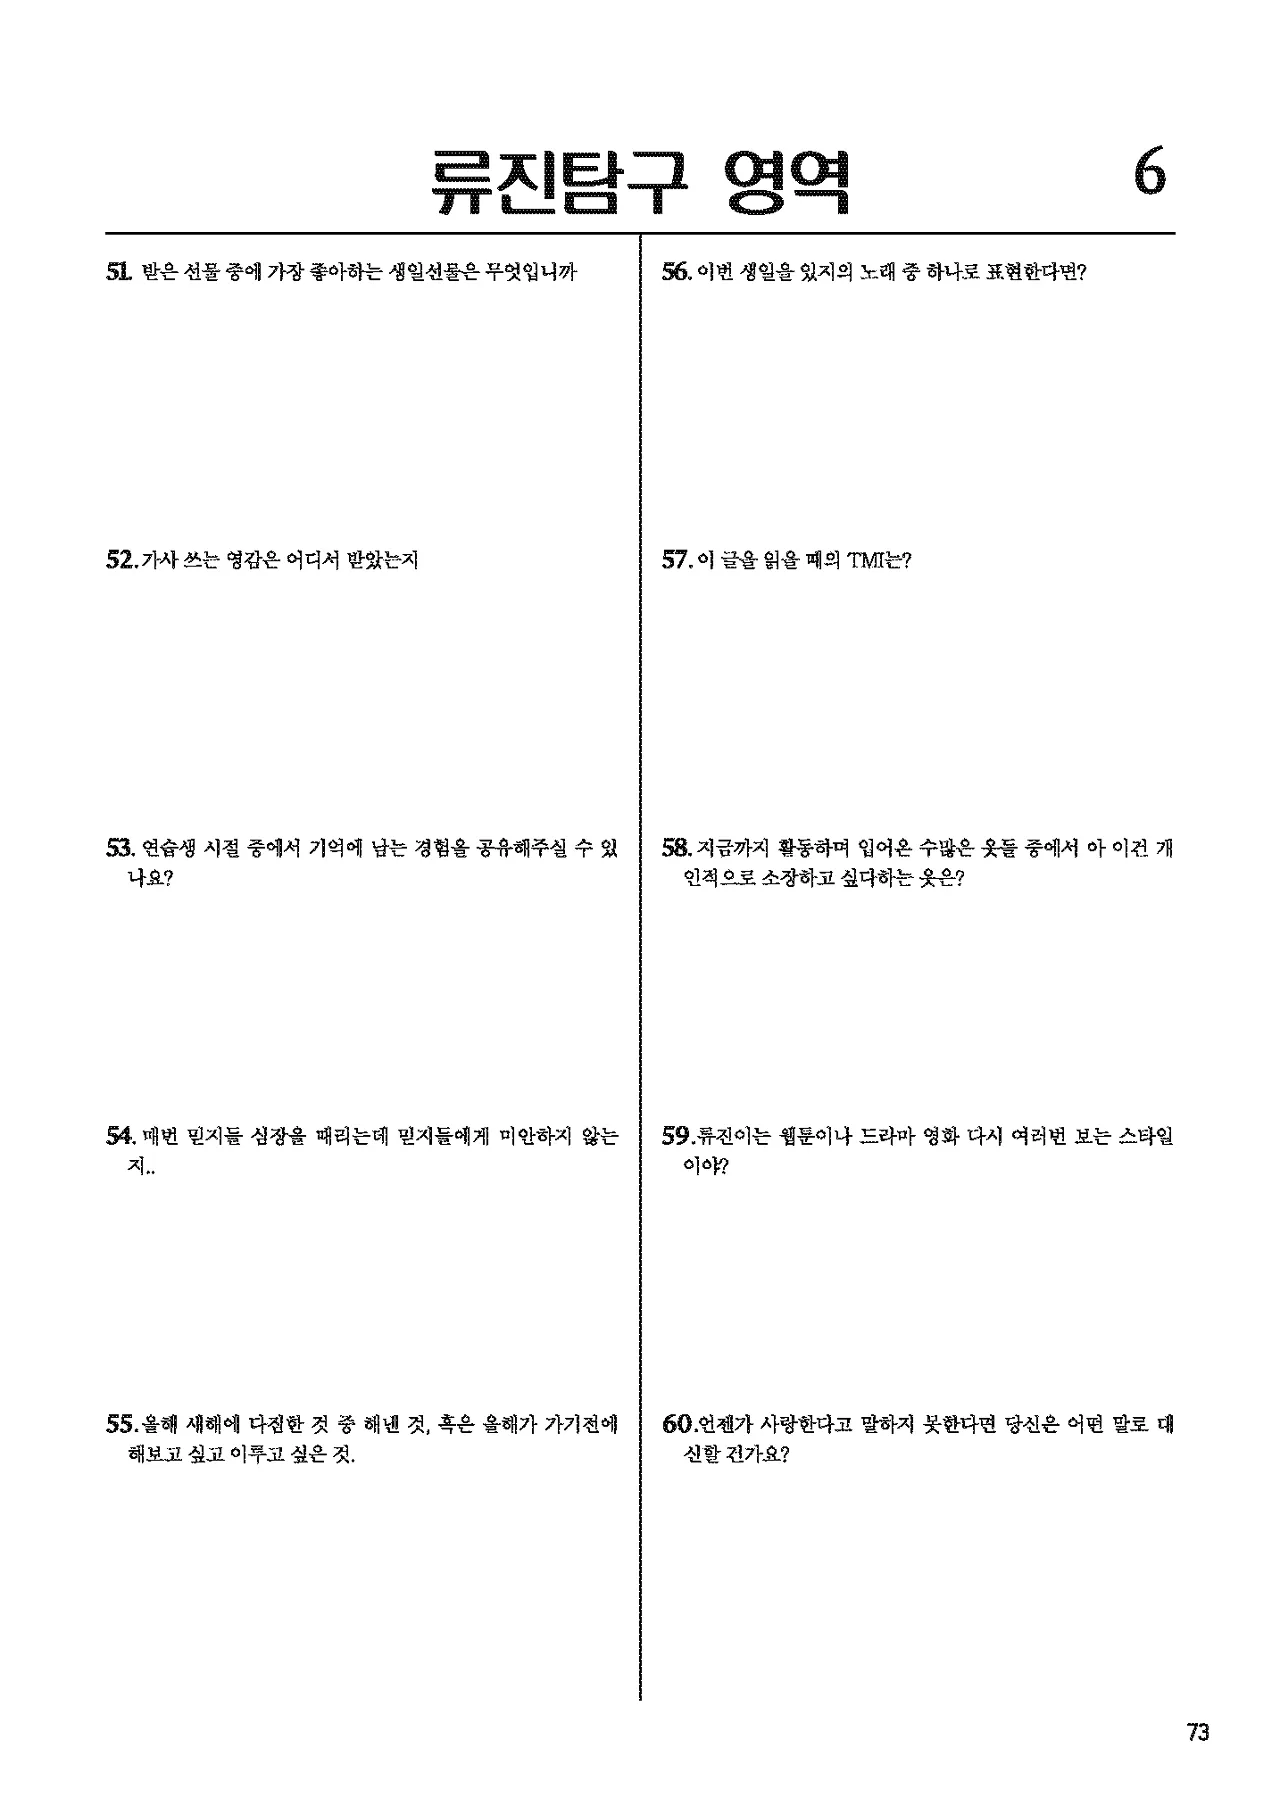 류진탐구 영역
6
51. 받은 선물 중에 가장 좋아하는 생일선물은 무엇입니까
52.가사 쓰는 영감은 어디서 받았는지
53. 연습생 시절 중에서 기억에 남는 경험을 공유해주실 수 있
나요?
54. 매번 믿지들 심장을 때리는데 믿지들에게 미안하지 않는
지..
55.올해 새해에 다짐한 것 중 해낸 것, 혹은 올해가 가기전에
해보고 싶고 이루고 싶은 것.
56. 이번 생일을 있지의 노래 중 하나로 표현한다면?
57. 이 글을 읽을 때의 TMI는?
58. 지금까지 활동하며 입어온 수많은 옷들 중에서 아 이건 개
인적으로 소장하고 싶다하는 옷은?
59.류진이는 웹툰이나 드라마 영화 다시 여러번 보는 스타일
이야?
60.언젠가 사랑한다고 말하지 못한다면 당신은 어떤 말로 대
신할 건가요?
73